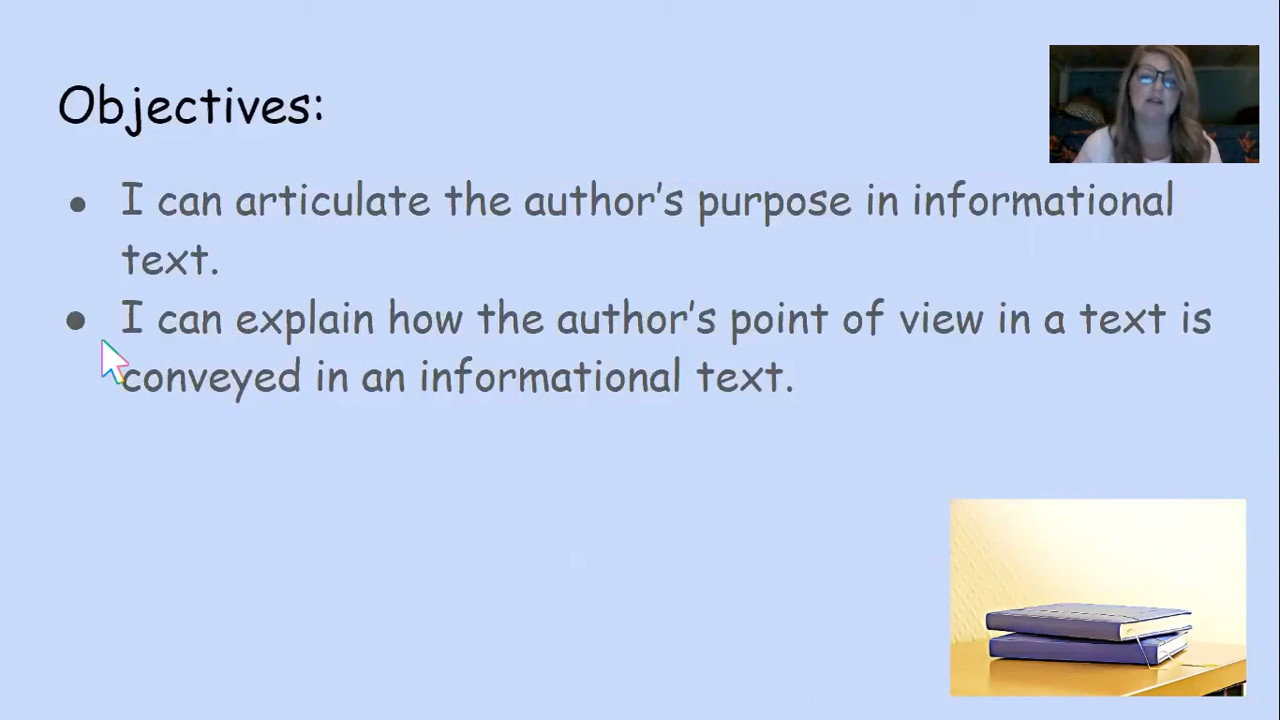 Objectives:
● I can articulate the author's purpose in informational
text.
● I can explain how the author's point of view in a text is
conveyed in an informational text.